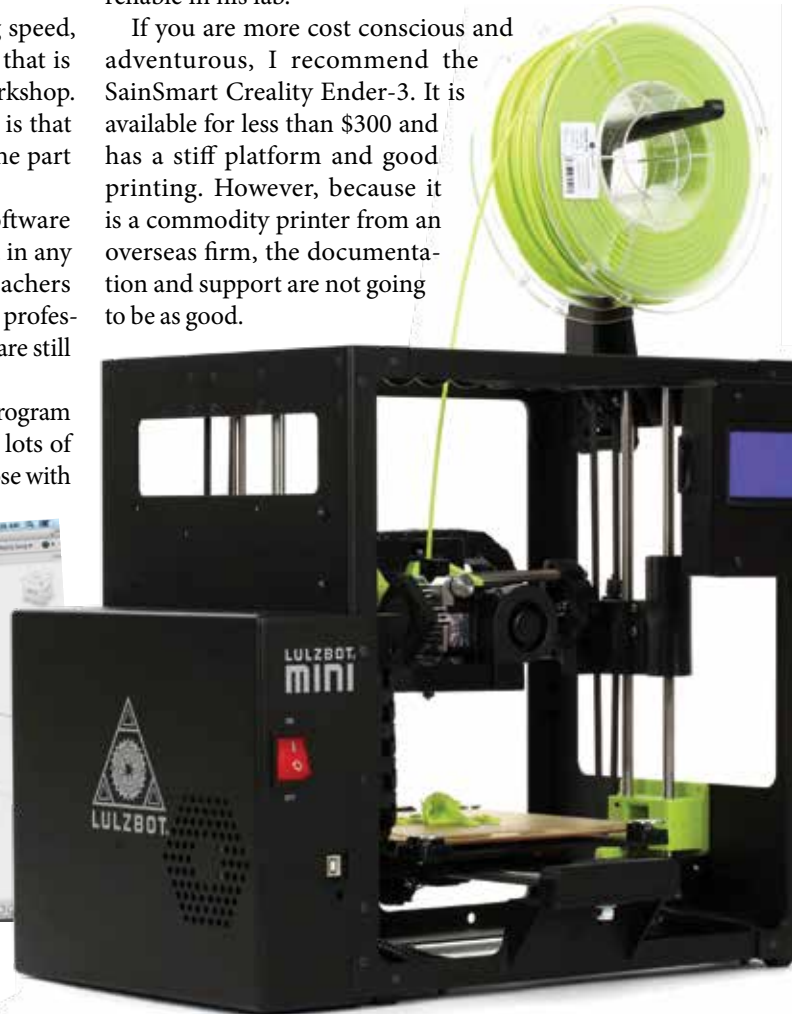 g speed,
that is
rkshop.
is that
ne part
oftware
in any
achers
profes-
are still
rogram
lots of
se with
reliable in his lab.
If you are more cost conscious and
adventurous, I recommend the
SainSmart Creality Ender-3. It is
available for less than $300 and
has a stiff platform and good
printing. However, because it
is a commodity printer from an
overseas firm, the documenta-
tion and support are not going
to be as good.
LULZBOT.
mini
LULZBOT.